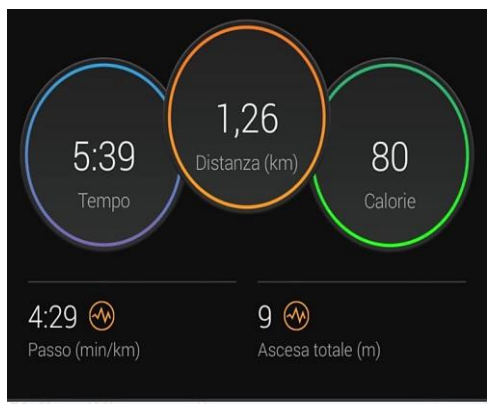 5:39
Tempo
1,26
Distanza (km)
80
Calorie
4:29
Passo (min/km)
9
Ascesa totale (m)